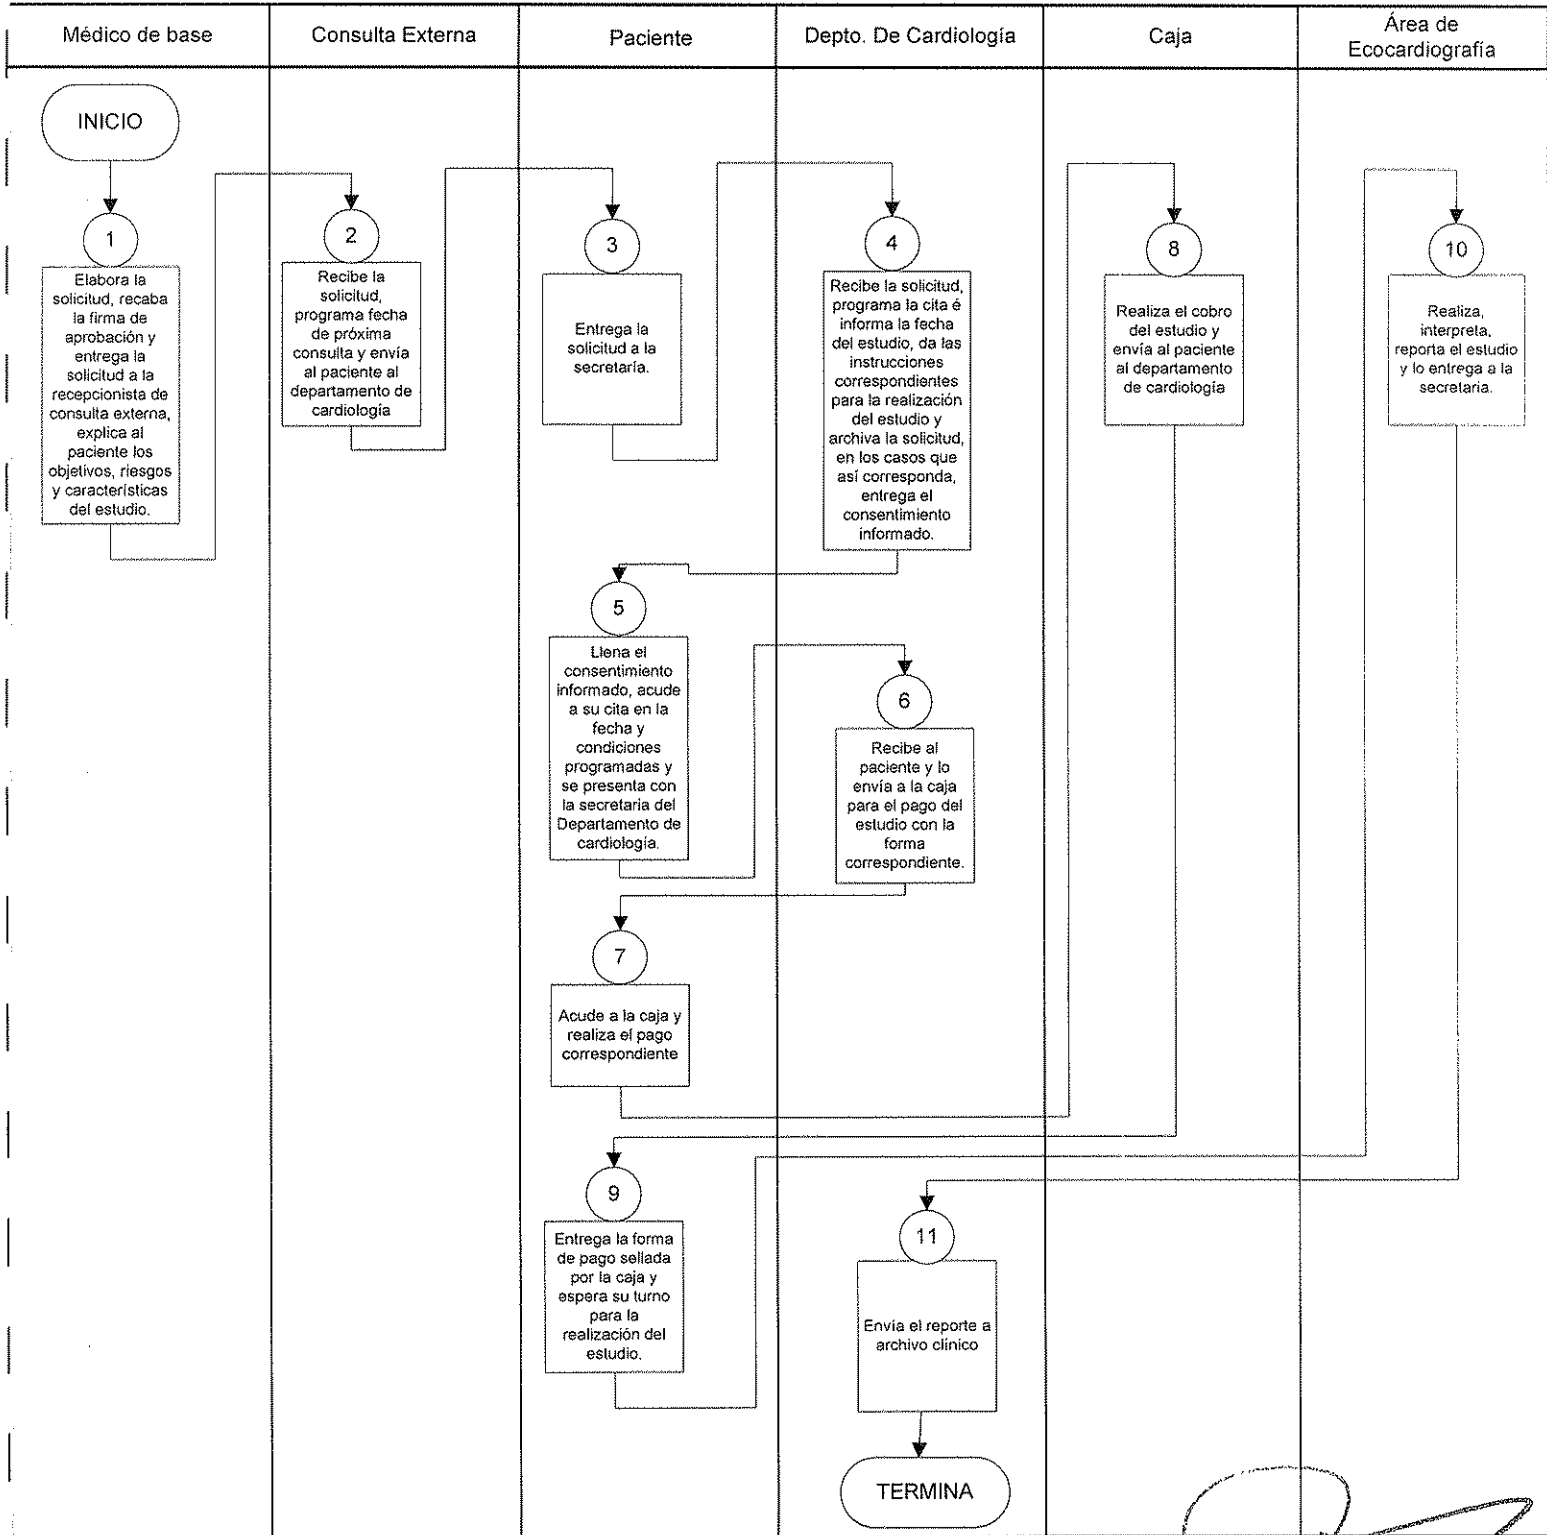 Médico de base
Consulta Externa
Paciente
Depto. De Cardiología
Caja
Área de
Ecocardiografía
INICIO
1
Elabora la
solicitud, recaba
la firma de
aprobación y
entrega la
solicitud a la
recepcionista de
consulta externa,
explica al
paciente los
objetivos, riesgos
y características
del estudio.
2
Recibe la
solicitud,
programa fecha
de próxima
consulta y envía
al paciente al
departamento de
cardiología
3
Entrega la
solicitud a la
secretaría.
4
Recibe la solicitud,
programa la cita é
informa la fecha
del estudio, da las
instrucciones
correspondientes
para la realización
del estudio y
archiva la solicitud,
en los casos que
así corresponda,
entrega el
consentimiento
informado.
5
Llena el
consentimiento
informado, acude
a su cita en la
fecha y
condiciones
programadas y
se presenta con
la secretaria del
Departamento de
cardiología.
6
Recibe al
paciente y lo
envía a la caja
para el pago del
estudio con la
forma
correspondiente.
7
Acude a la caja y
realiza el pago
correspondiente
8
Realiza el cobro
del estudio y
envía al paciente
al departamento
de cardiología
9
Entrega la forma
de pago sellada
por la caja y
espera su turno
para la
realización del
estudio.
10
Realiza,
interpreta,
reporta el estudio
y lo entrega a la
secretaria.
11
Envía el reporte a
archivo clínico
TERMINA